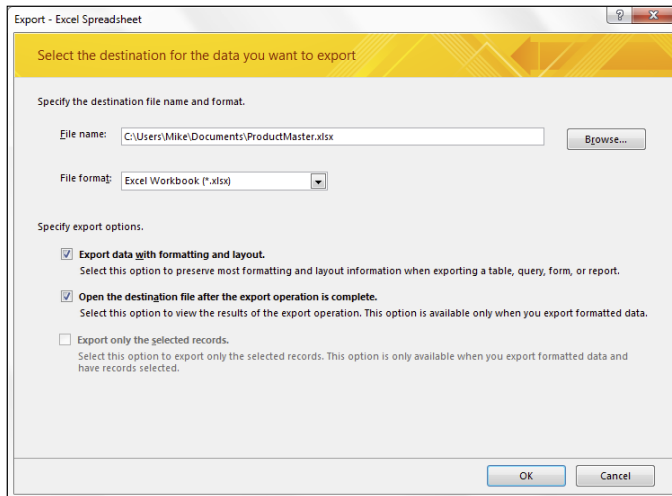 Export - Excel Spreadsheet
Select the destination for the data you want to export
Specify the destination file name and format.
File name:
C:\Users\Mike\Documents\ProductMaster.xlsx
Browse...
File format:
Excel Workbook (*.xlsx)
Specify export options.
Export data with formatting and layout.
Select this option to preserve most formatting and layout information when exporting a table, query, form, or report.
Open the destination file after the export operation is complete.
Select this option to view the results of the export operation. This option is available only when you export formatted data.
Export only the selected records.
Select this option to export only the selected records. This option is only available when you export formatted data and
have records selected.
OK
Cancel